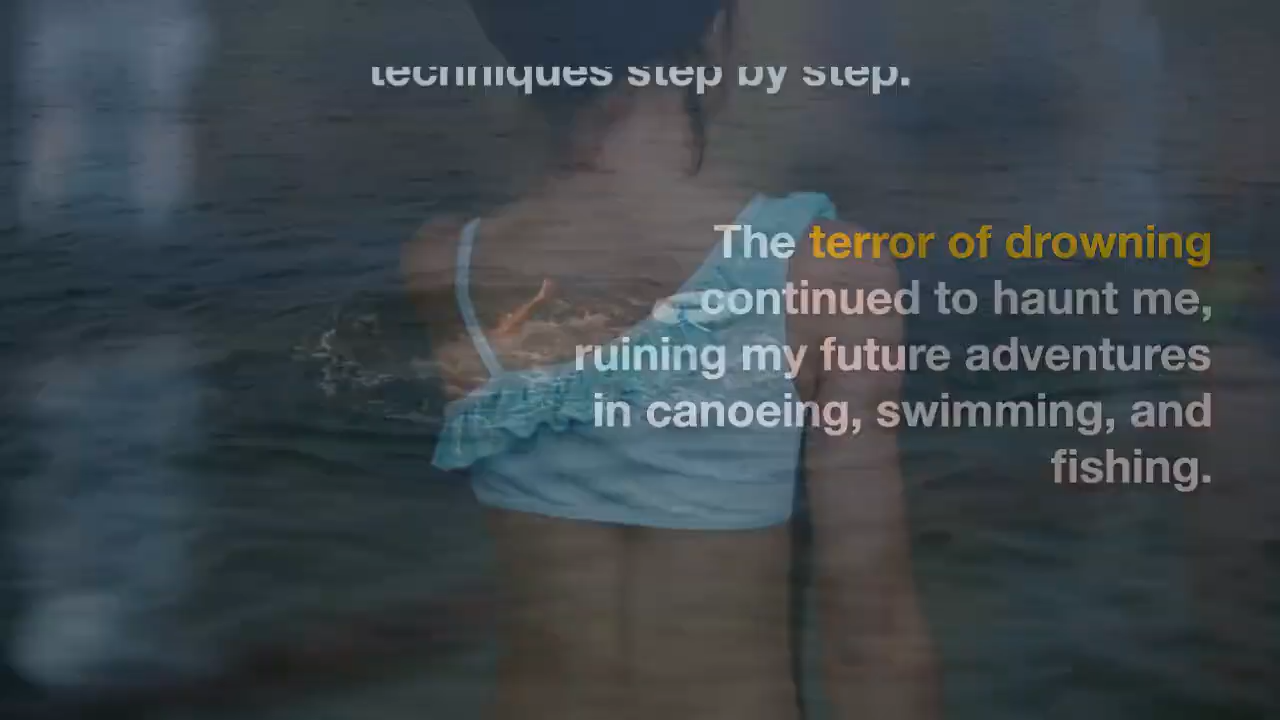 techniques step by step.
The terror of drowning
continued to haunt me,
ruining my future adventures
in canoeing, swimming, and
fishing.